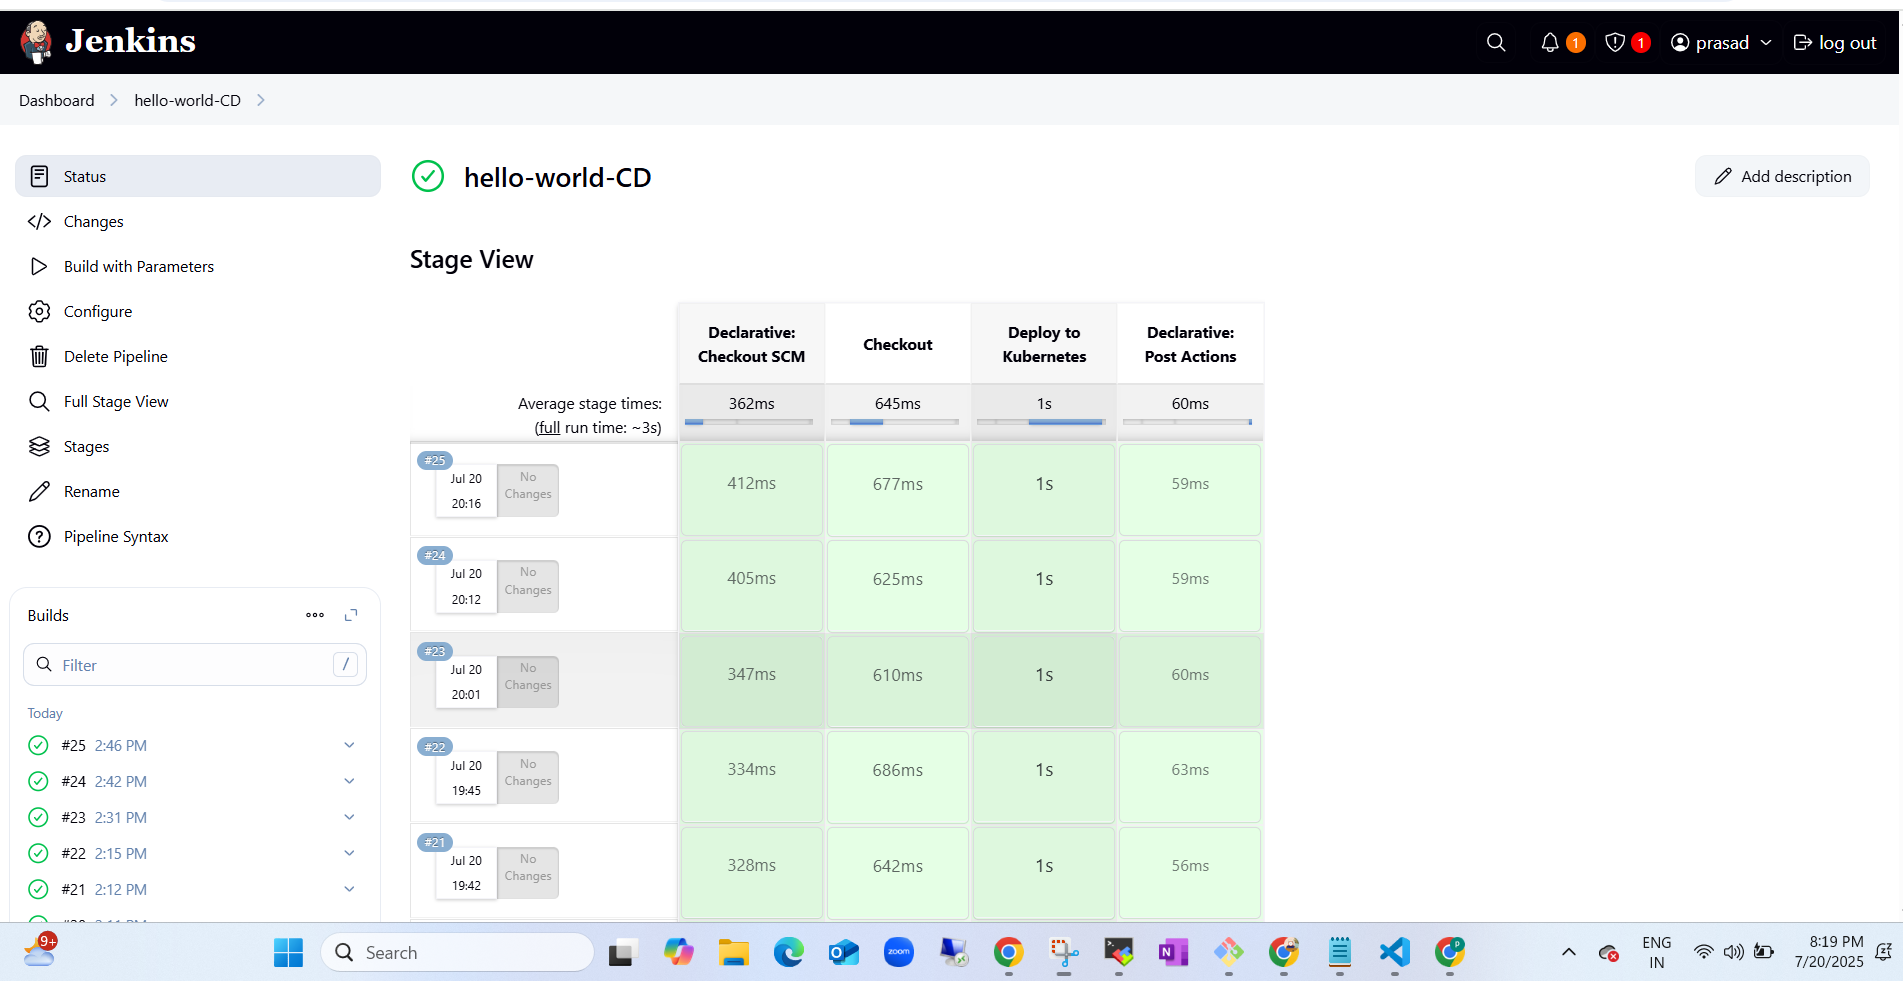 Jenkins
1
1
prasad
log out
Dashboard
hello-world-CD
Status
Changes
Build with Parameters
Configure
Delete Pipeline
Full Stage View
Stages
Rename
Pipeline Syntax
Builds
Filter
/
Today
#25 2:46 PM
#24 2:42 PM
#23 2:31 PM
#22 2:15 PM
#21 2:12 PM
hello-world-CD
Add description
Stage View
Declarative:
Checkout SCM
Checkout
Deploy to
Kubernetes
Declarative:
Post Actions
Average stage times:
(full run time: ~3s)
362ms
645ms
1s
60ms
#25
Jul 20
20:16
No
Changes
412ms
677ms
1s
59ms
#24
Jul 20
20:12
No
Changes
405ms
625ms
1s
59ms
#23
Jul 20
20:01
No
Changes
347ms
610ms
1s
60ms
#22
Jul 20
19:45
No
Changes
334ms
686ms
1s
63ms
#21
Jul 20
19:42
No
Changes
328ms
642ms
1s
56ms
9+
Search
zoom
ENG
IN
8:19 PM
7/20/2025